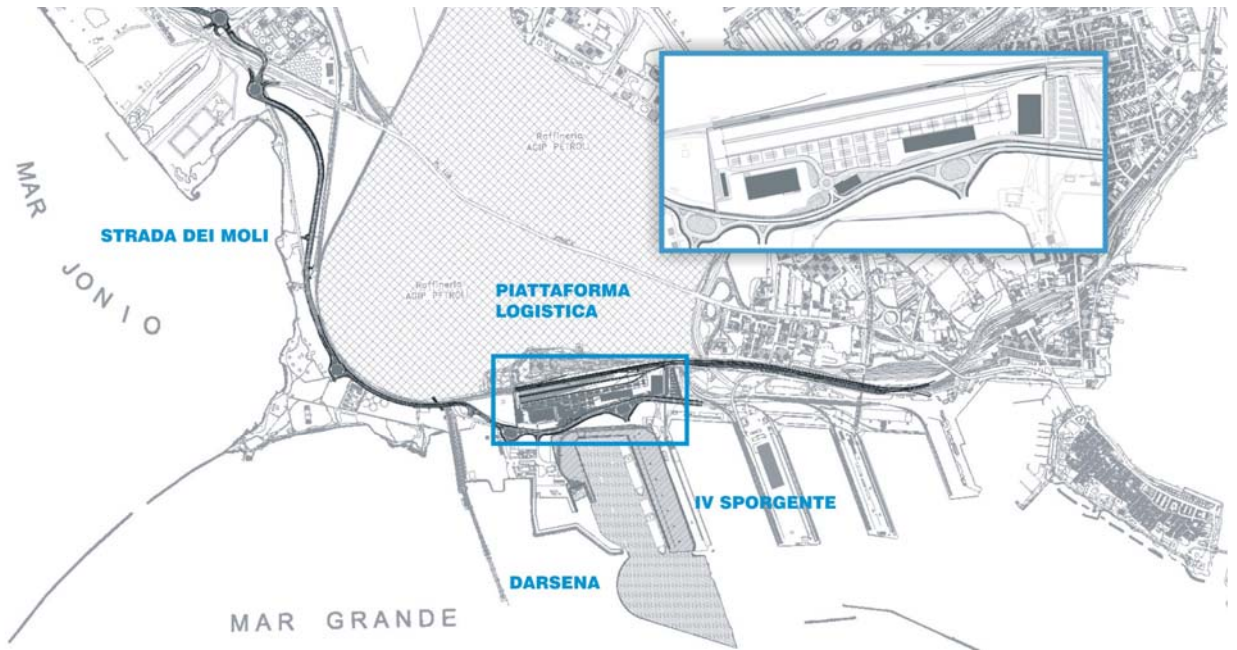 Raffineria
AGIP PETROLI
MAR
JONIO
STRADA DEI MOLI
Raffineria
AGIP PETROLI
PIATTAFORMA
LOGISTICA
IV SPORGENTE
DARSENA
MAR GRANDE